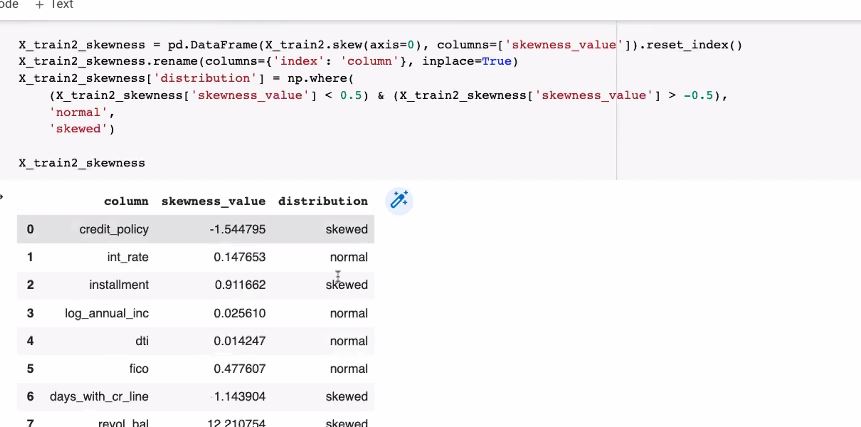 ode + Text
X_train2_skewness = pd.DataFrame(X_train2.skew(axis=0), columns=['skewness_value']).reset_index()
X_train2_skewness.rename(columns={'index': 'column'}, inplace=True)
X_train2_skewness['distribution'] = np.where(
(X_train2_skewness['skewness_value'] < 0.5) & (X_train2_skewness['skewness_value'] > -0.5),
'normal',
'skewed')
X_train2_skewness
column skewness_value distribution
0 credit_policy -1.544795 skewed
1 int_rate 0.147653 normal
2 installment 0.911662 skewed
3 log_annual_inc 0.025610 normal
4 dti 0.014247 normal
5 fico 0.477607 normal
6 days_with_cr_line 1.143904 skewed
7 revol_bal 12.210754 skewed